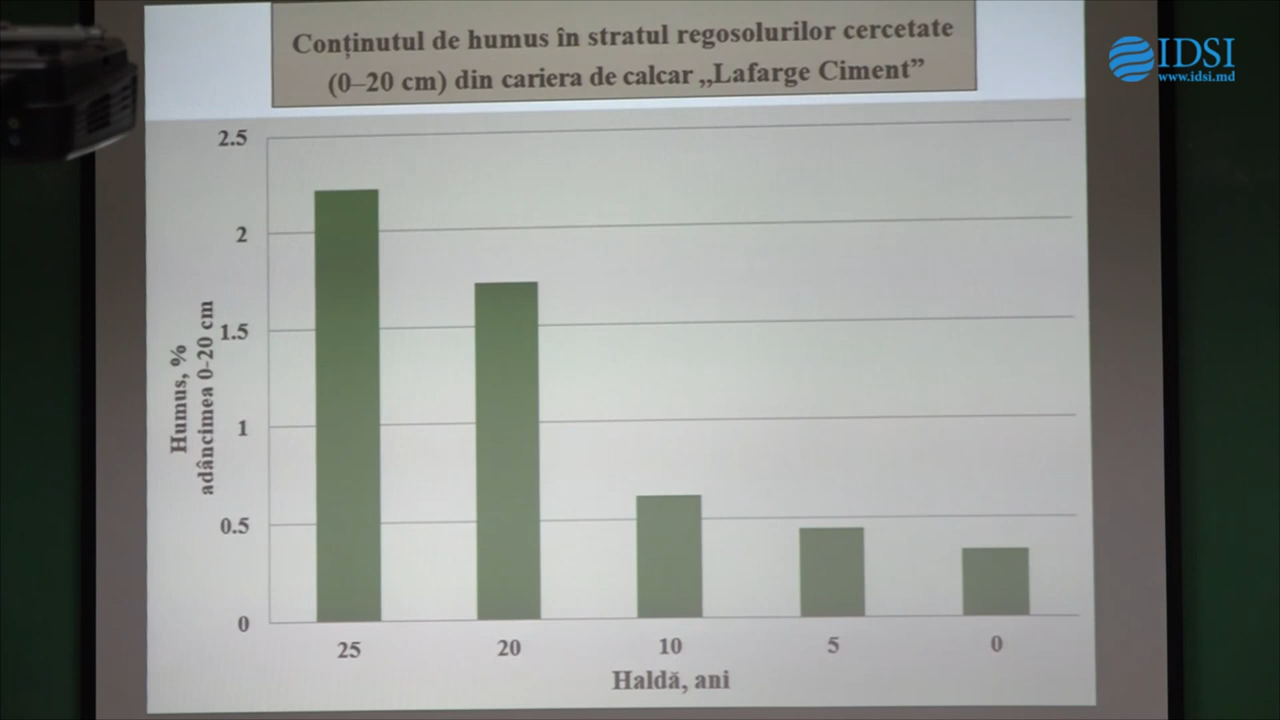 Conținutul de humus în stratul regosolurilor cercetate
(0–20 cm) din cariera de calcar „Lafarge Ciment”
IDSI
www.idsi.md
2.5
2
1.5
1
0.5
0
Humus, %
adâncimea 0-20 cm
25 20 10 5 0
Haldă, ani